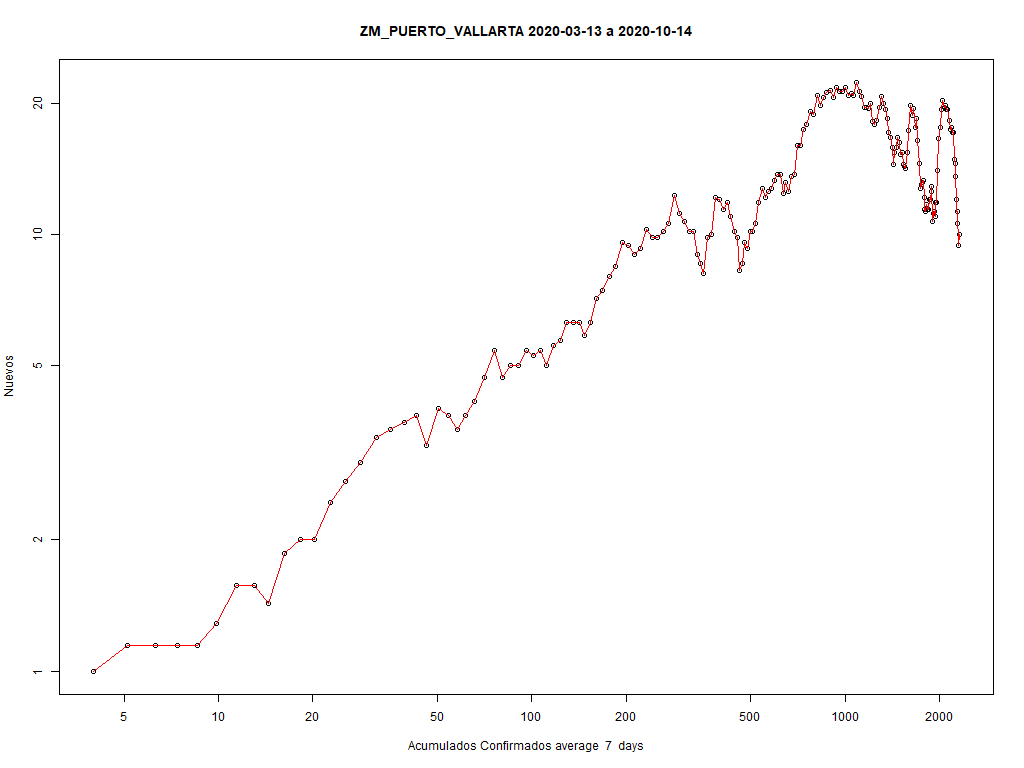 ZM_PUERTO_VALLARTA 2020-03-13 a 2020-10-14
20
10
5
2
1
Nuevos
5 10 20 50 100 200 500 1000 2000
Acumulados Confirmados average 7 days